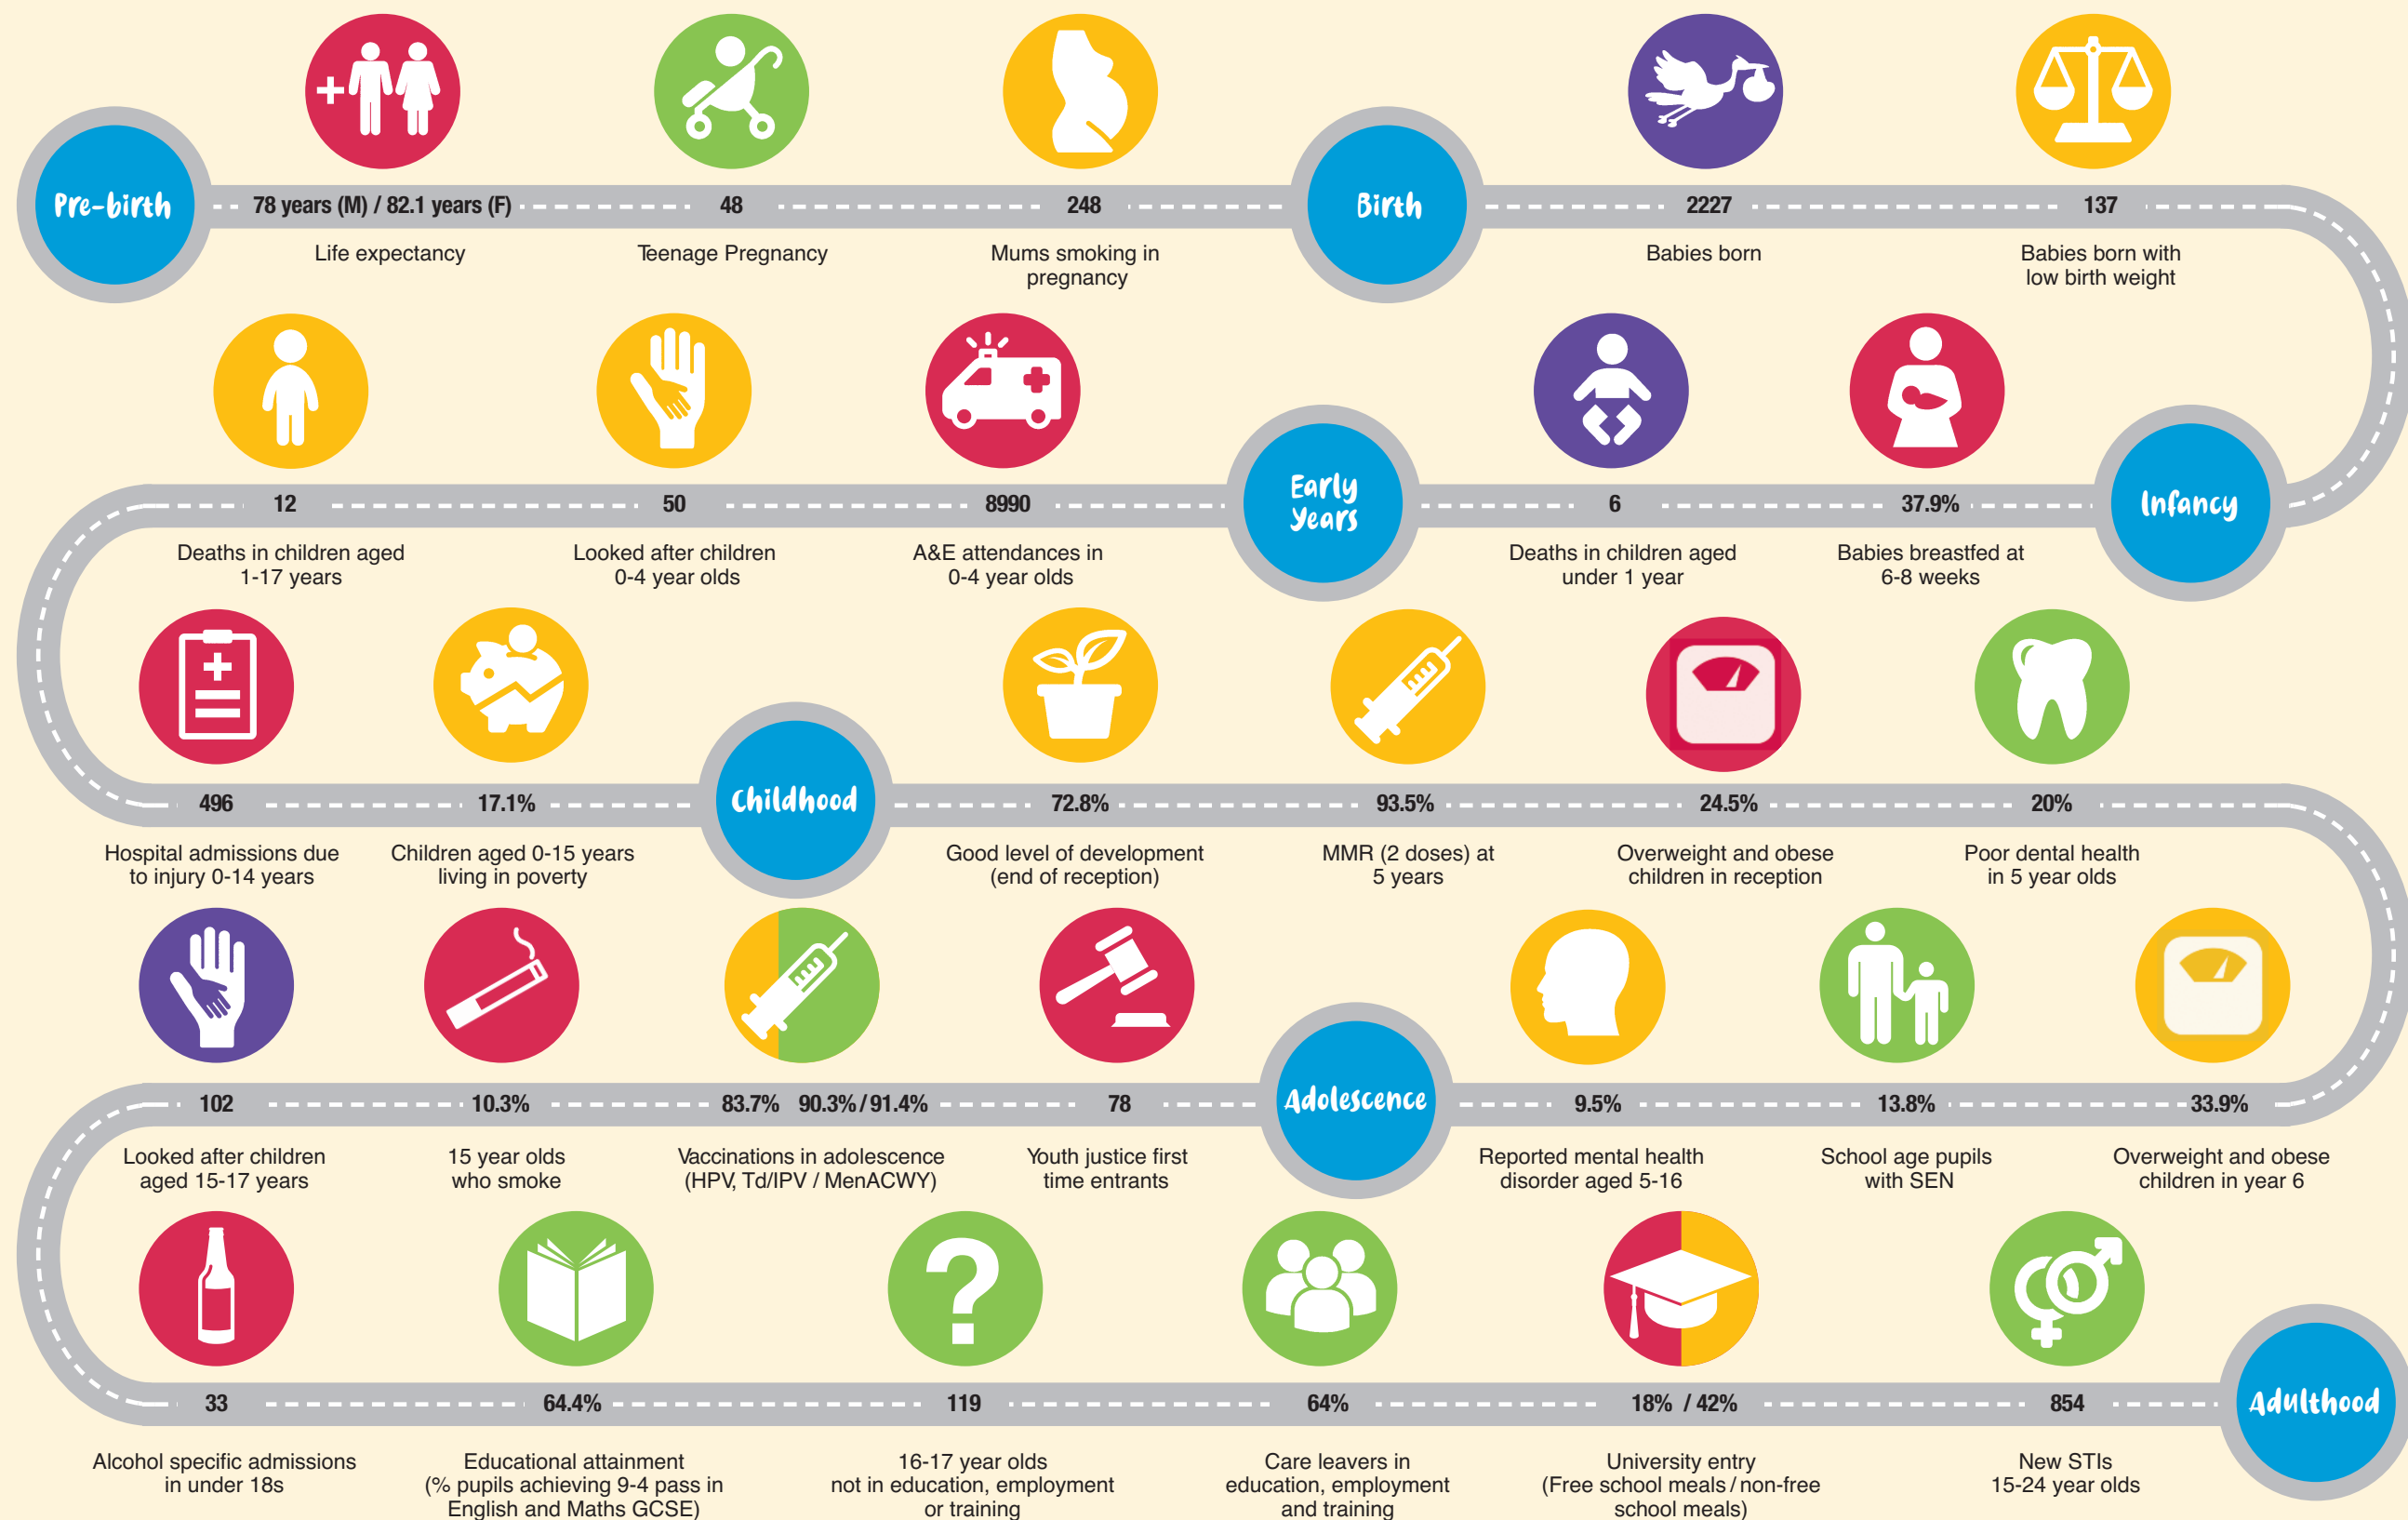 Pre-birth
78 years (M) / 82.1 years (F)
Life expectancy
48
Teenage Pregnancy
248
Mums smoking in
pregnancy
Birth
2227
Babies born
137
Babies born with
low birth weight
Infancy
37.9%
Babies breastfed at
6-8 weeks
6
Deaths in children aged
under 1 year
Early
Years
8990
A&E attendances in
0-4 year olds
50
Looked after children
0-4 year olds
12
Deaths in children aged
1-17 years
496
Hospital admissions due
to injury 0-14 years
17.1%
Children aged 0-15 years
living in poverty
Childhood
72.8%
Good level of development
(end of reception)
93.5%
MMR (2 doses) at
5 years
24.5%
Overweight and obese
children in reception
20%
Poor dental health
in 5 year olds
33.9%
Overweight and obese
children in year 6
13.8%
School age pupils
with SEN
9.5%
Reported mental health
disorder aged 5-16
Adolescence
78
Youth justice first
time entrants
83.7% 90.3% / 91.4%
Vaccinations in adolescence
(HPV, Td/IPV / MenACWY)
10.3%
15 year olds
who smoke
102
Looked after children
aged 15-17 years
33
Alcohol specific admissions
in under 18s
64.4%
Educational attainment
(% pupils achieving 9-4 pass in
English and Maths GCSE)
119
16-17 year olds
not in education, employment
or training
64%
Care leavers in
education, employment
and training
18% / 42%
University entry
(Free school meals / non-free
school meals)
854
New STIs
15-24 year olds
Adulthood